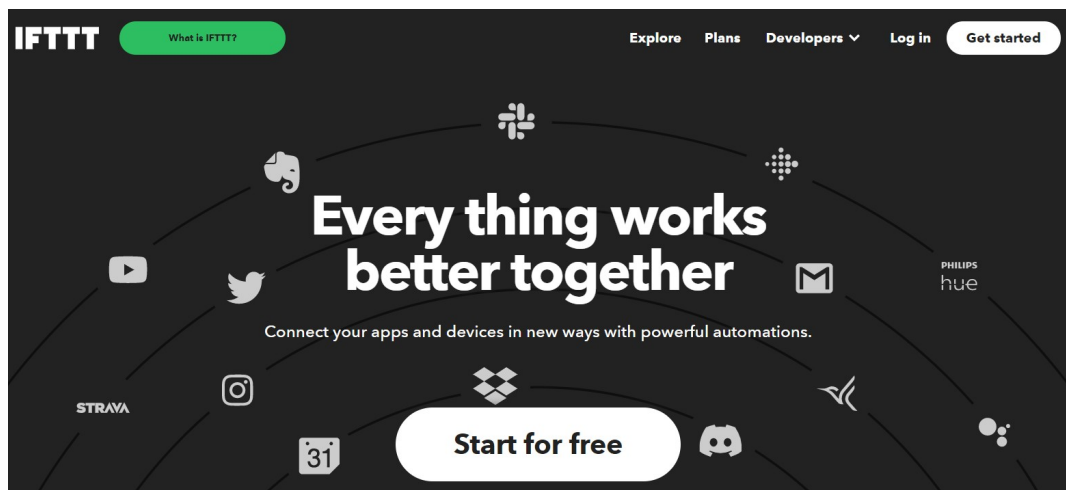 IFTTT
What is IFTTT?
Explore Plans Developers Log in Get started
Every thing works
better together
PHILIPS
hue
Connect your apps and devices in new ways with powerful automations.
STRAVA
31
Start for free